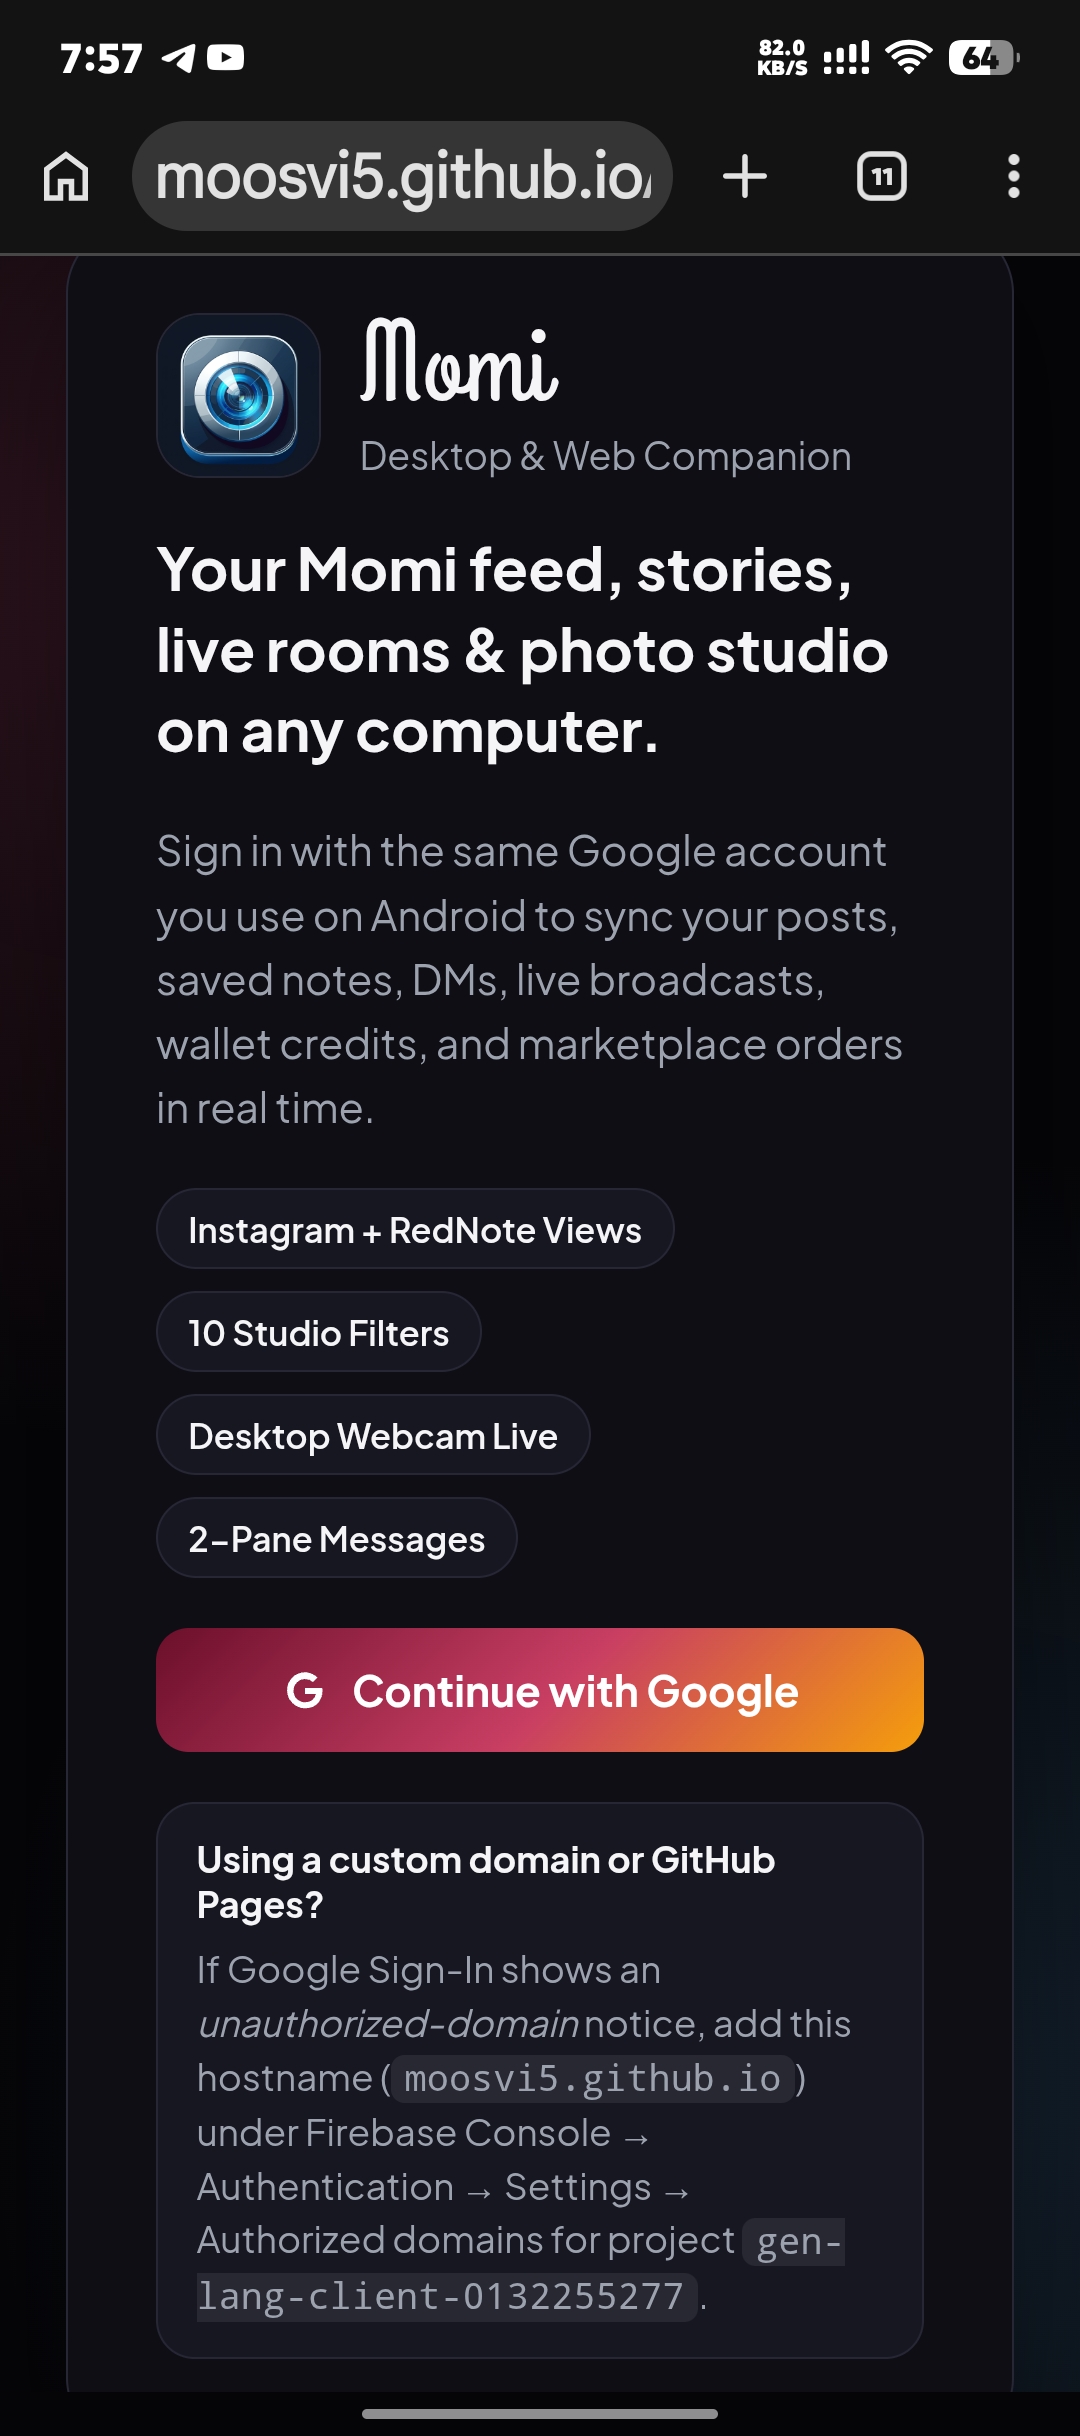 7:57
82.0
KB/S
64
moosvi5.github.io/
11
Momi
Desktop & Web Companion
Your Momi feed, stories,
live rooms & photo studio
on any computer.
Sign in with the same Google account
you use on Android to sync your posts,
saved notes, DMs, live broadcasts,
wallet credits, and marketplace orders
in real time.
Instagram + RedNote Views
10 Studio Filters
Desktop Webcam Live
2-Pane Messages
G Continue with Google
Using a custom domain or GitHub
Pages?
If Google Sign-In shows an
unauthorized-domain notice, add this
hostname ( moosvi5.github.io )
under Firebase Console →
Authentication → Settings →
Authorized domains for project gen-
lang-client-0132255277 .